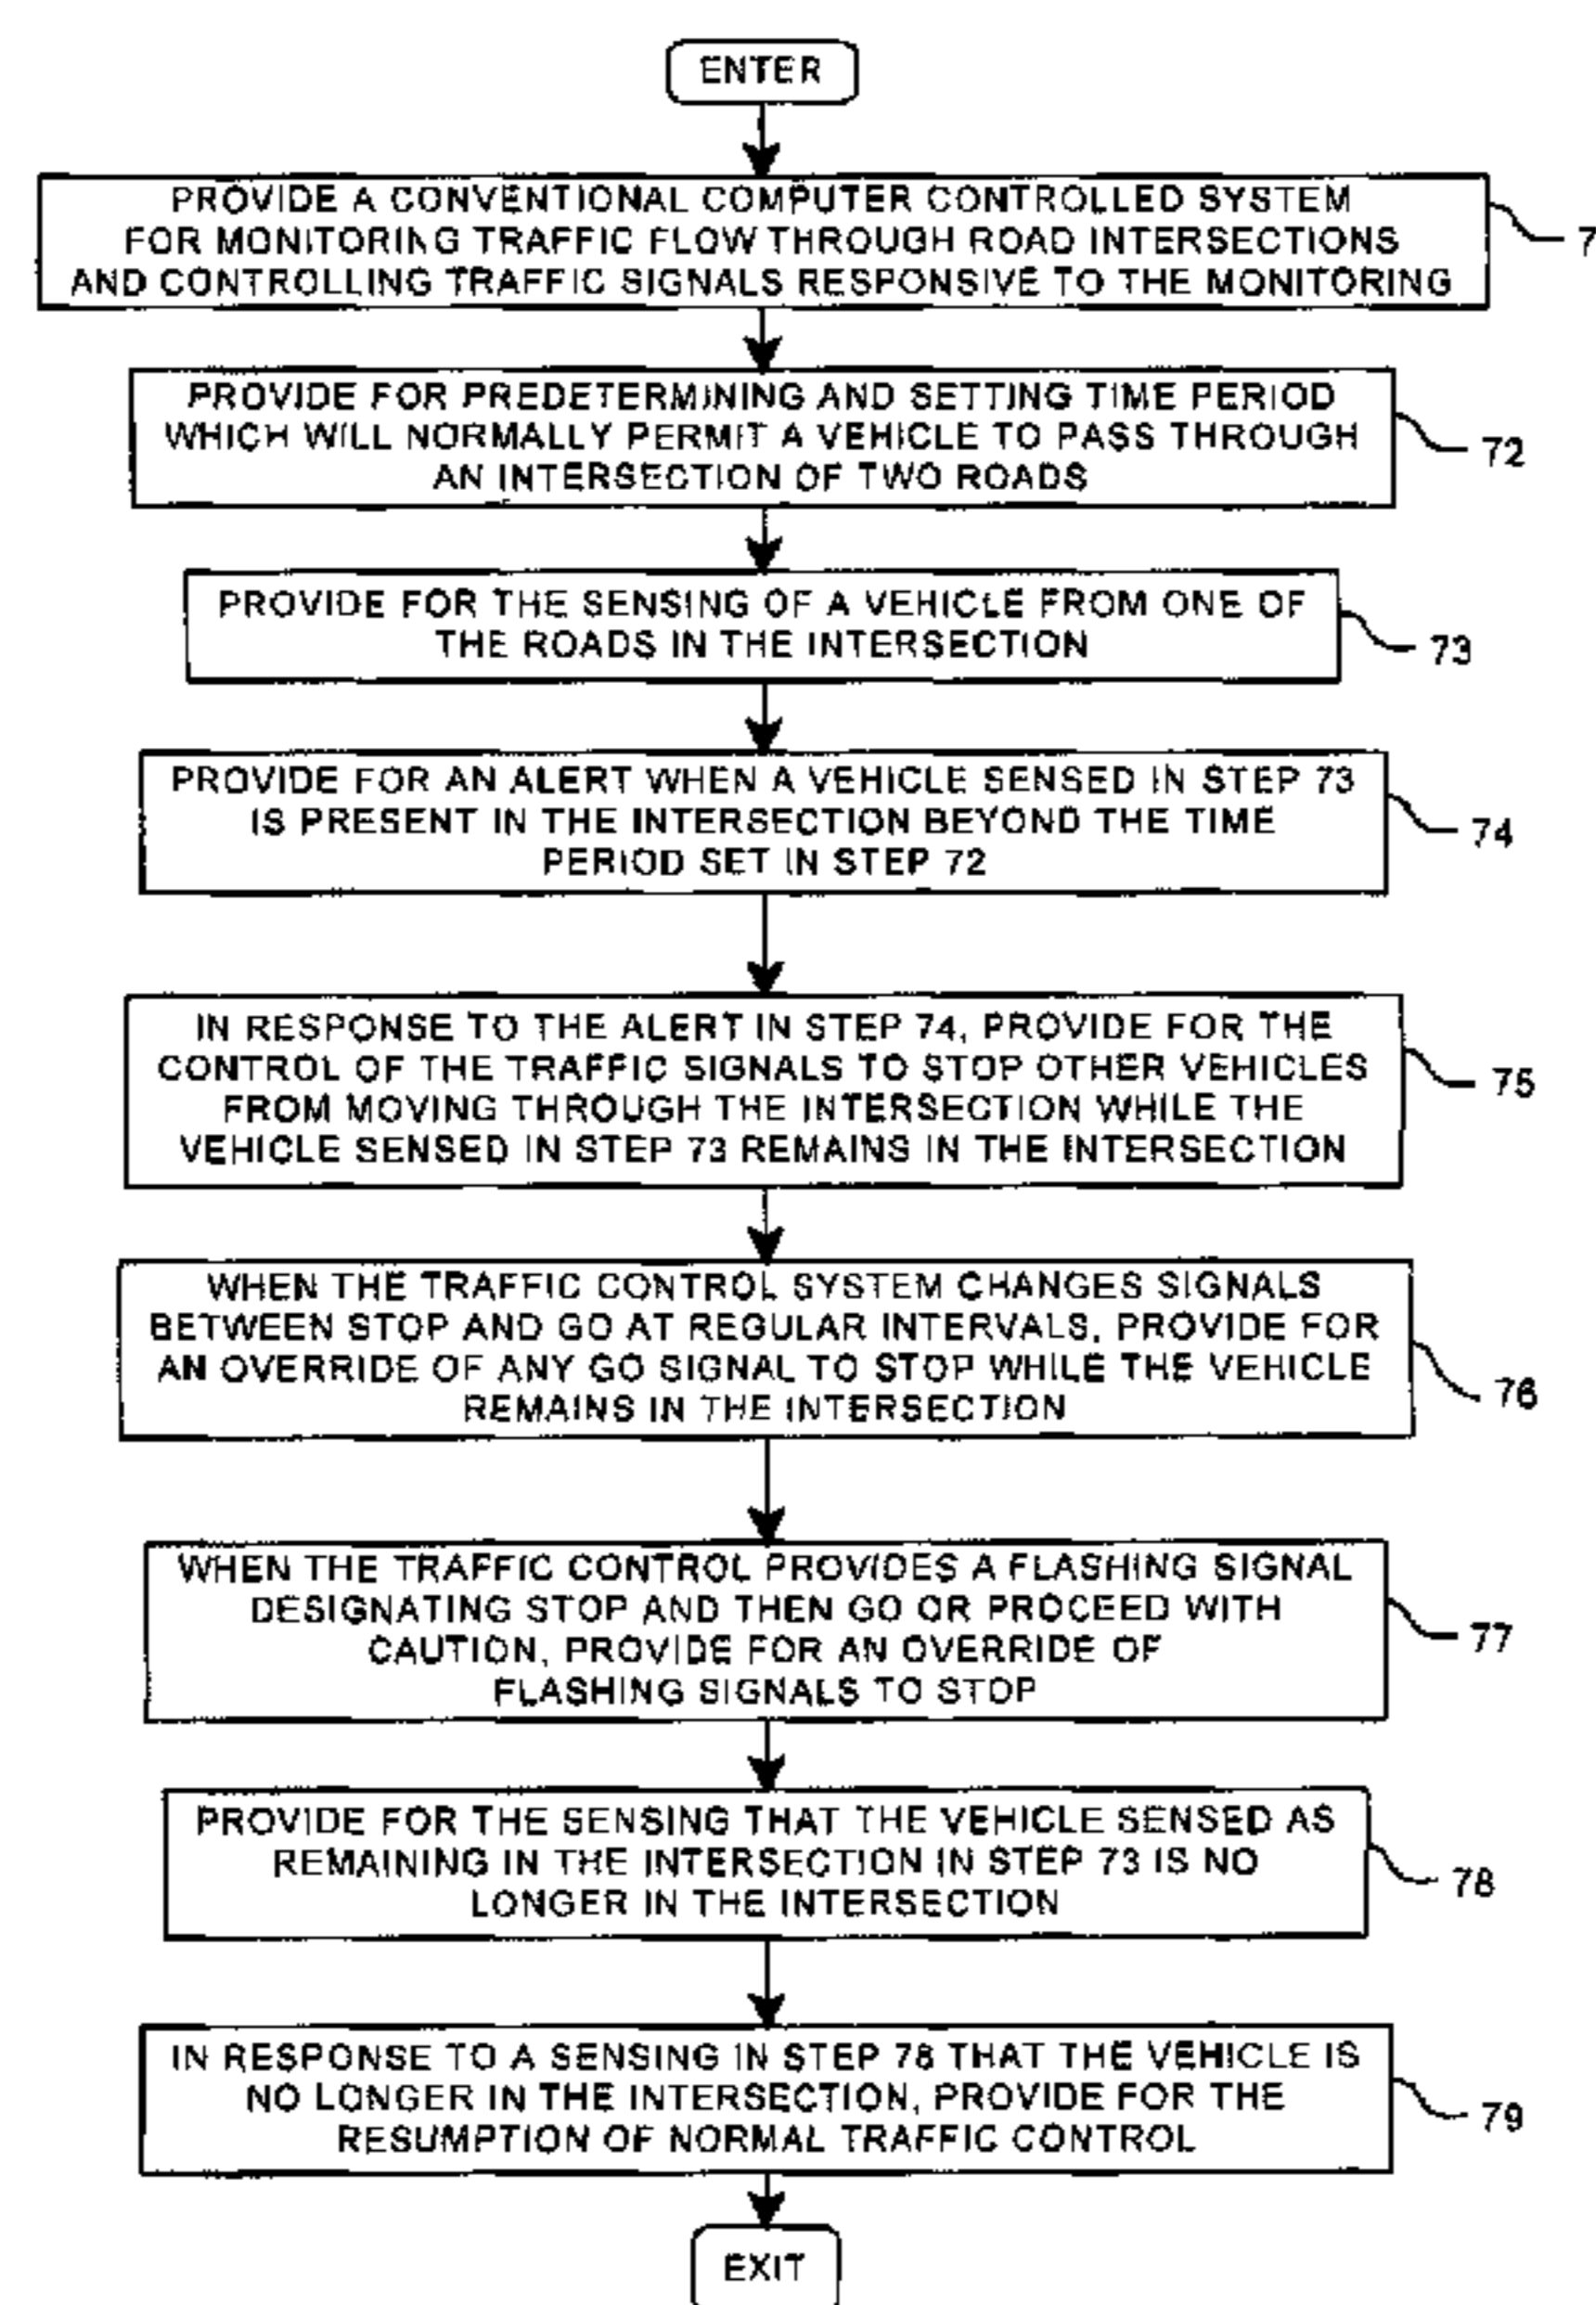 ENTER
PROVIDE A CONVENTIONAL COMPUTER CONTROLLED SYSTEM
FOR MONITORING TRAFFIC FLOW THROUGH ROAD INTERSECTIONS
AND CONTROLLING TRAFFIC SIGNALS RESPONSIVE TO THE MONITORING
7
PROVIDE FOR PREDETERMINING AND SETTING TIME PERIOD
WHICH WILL NORMALLY PERMIT A VEHICLE TO PASS THROUGH
AN INTERSECTION OF TWO ROADS
72
PROVIDE FOR THE SENSING OF A VEHICLE FROM ONE OF
THE ROADS IN THE INTERSECTION
73
PROVIDE FOR AN ALERT WHEN A VEHICLE SENSED IN STEP 73
IS PRESENT IN THE INTERSECTION BEYOND THE TIME
PERIOD SET IN STEP 72
74
IN RESPONSE TO THE ALERT IN STEP 74, PROVIDE FOR THE
CONTROL OF THE TRAFFIC SIGNALS TO STOP OTHER VEHICLES
FROM MOVING THROUGH THE INTERSECTION WHILE THE
VEHICLE SENSED IN STEP 73 REMAINS IN THE INTERSECTION
75
WHEN THE TRAFFIC CONTROL SYSTEM CHANGES SIGNALS
BETWEEN STOP AND GO AT REGULAR INTERVALS, PROVIDE FOR
AN OVERRIDE OF ANY GO SIGNAL TO STOP WHILE THE VEHICLE
REMAINS IN THE INTERSECTION
76
WHEN THE TRAFFIC CONTROL PROVIDES A FLASHING SIGNAL
DESIGNATING STOP AND THEN GO OR PROCEED WITH
CAUTION, PROVIDE FOR AN OVERRIDE OF
FLASHING SIGNALS TO STOP
77
PROVIDE FOR THE SENSING THAT THE VEHICLE SENSED AS
REMAINING IN THE INTERSECTION IN STEP 73 IS NO
LONGER IN THE INTERSECTION
78
IN RESPONSE TO A SENSING IN STEP 78 THAT THE VEHICLE IS
NO LONGER IN THE INTERSECTION, PROVIDE FOR THE
RESUMPTION OF NORMAL TRAFFIC CONTROL
79
EXIT